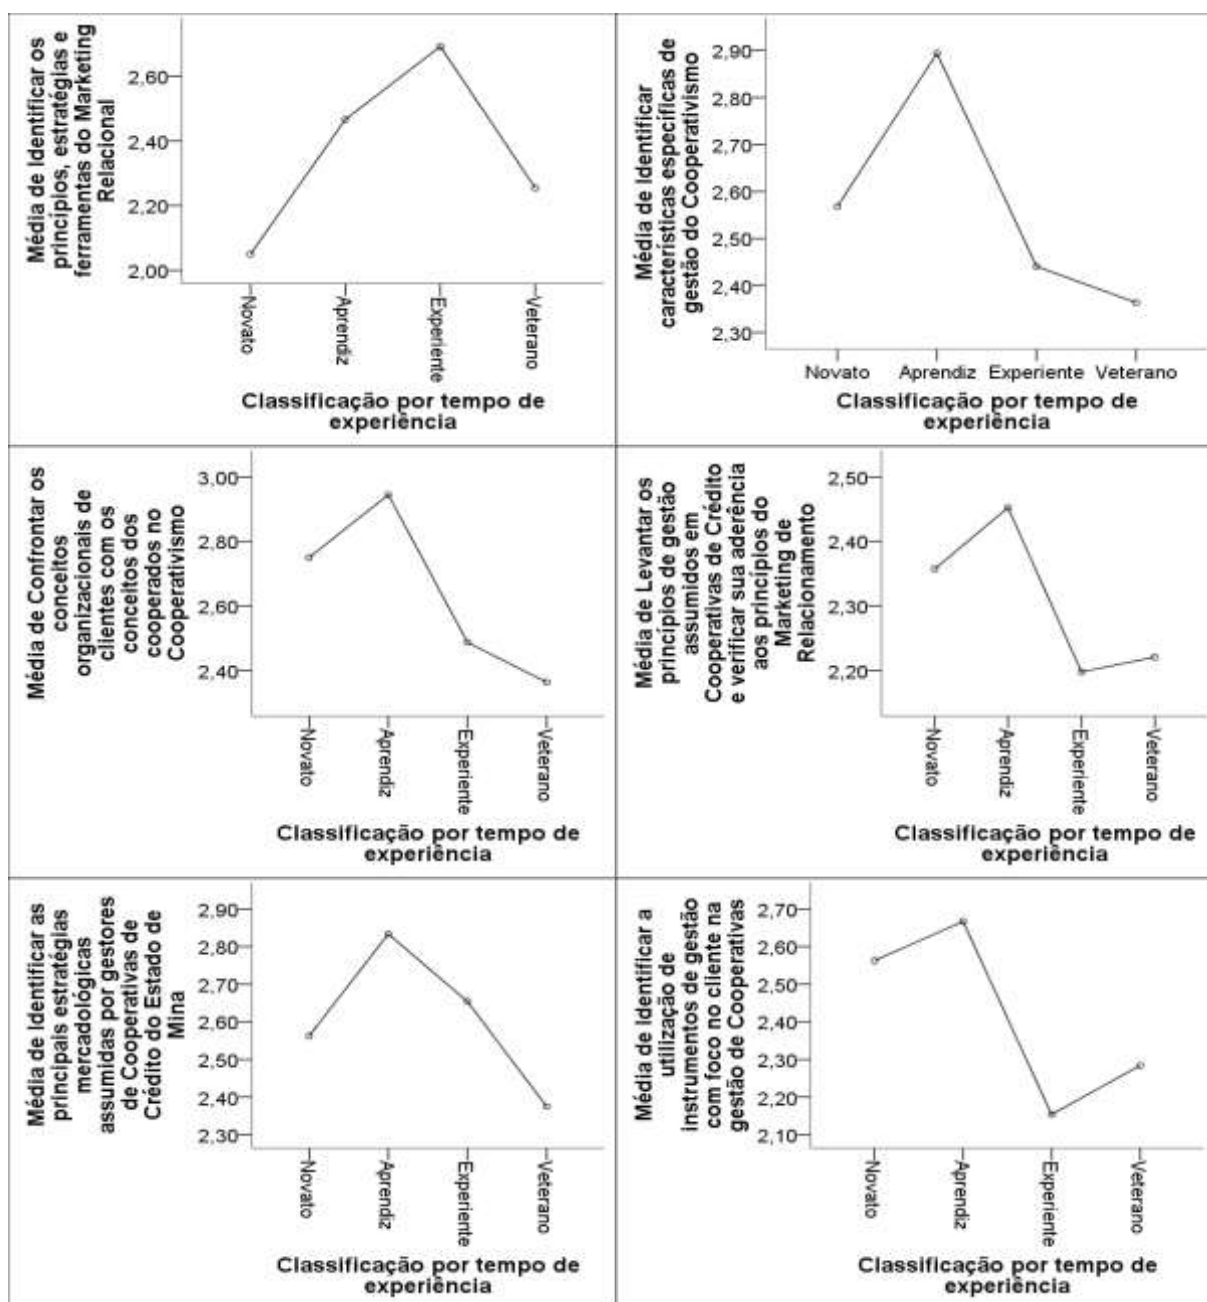 Média de Identificar os
princípios, estratégias e
ferramentas do Marketing
Relacional
2,60
2,40
2,20
2,00
Novato
Aprendiz
Experiente
Veterano
Classificação por tempo de
experiência
Média de Identificar
características específicas de
gestão do Cooperativismo
2,90
2,80
2,70
2,60
2,50
2,40
2,30
Novato Aprendiz Experiente Veterano
Classificação por tempo de
experiência
Média de Confrontar os
conceitos
organizacionais de
clientes com os
conceitos dos
cooperados no
Cooperativismo
3,00
2,80
2,60
2,40
Novato
Aprendiz
Experiente
Veterano
Classificação por tempo de
experiência
Média de Levantar os
princípios de gestão
assumidos em
Cooperativas de Crédito
e verificar sua aderência
aos princípios do
Marketing de
Relacionamento
2,50
2,40
2,30
2,20
Novato
Aprendiz
Experiente
Veterano
Classificação por tempo de
experiência
Média de Identificar as
principais estratégias
mercadológicas
assumidas por gestores
de Cooperativas de
Crédito do Estado de
Mina
2,90
2,80
2,70
2,60
2,50
2,40
2,30
Novato
Aprendiz
Experiente
Veterano
Classificação por tempo de
experiência
Média de Identificar a
utilização de
instrumentos de gestão
com foco no cliente na
gestão de Cooperativas
2,70
2,60
2,50
2,40
2,30
2,20
2,10
Novato
Aprendiz
Experiente
Veterano
Classificação por tempo de
experiência